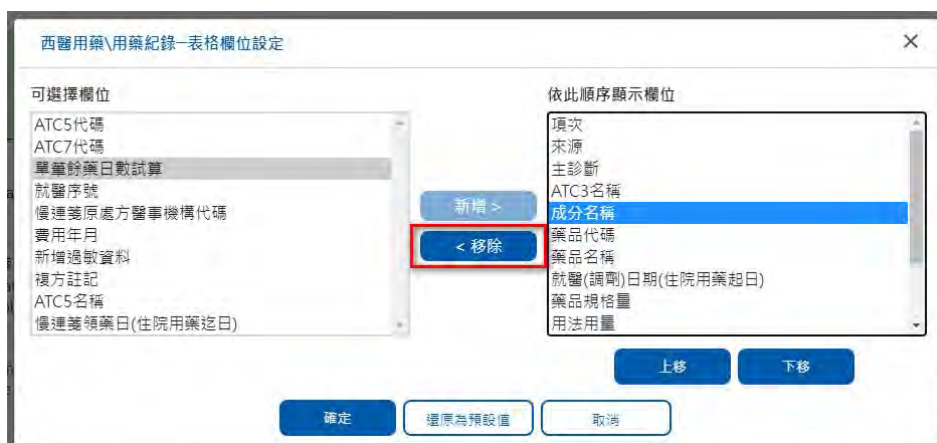 西醫用藥\用藥紀錄─表格欄位設定
可選擇欄位
ATC5代碼
ATC7代碼
單筆餘藥日數試算
就醫序號
慢連箋原處方醫事機構代碼
費用年月
新增過敏資料
複方註記
ATC5名稱
慢連箋領藥日(住院用藥迄日)
新增 >
< 移除
依此順序顯示欄位
項次
來源
主診斷
ATC3名稱
成分名稱
藥品代碼
藥品名稱
就醫(調劑)日期(住院用藥起日)
藥品規格量
用法用量
上移
下移
確定
還原為預設值
取消